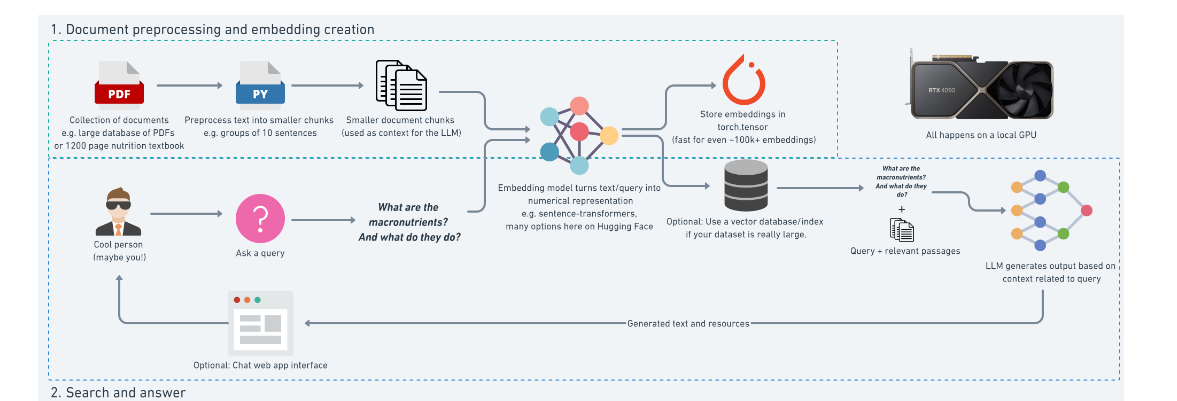 1. Document preprocessing and embedding creation
PDF
PY
Collection of documents
e.g. large database of PDFs
or 1200 page nutrition textbook
Preprocess text into smaller chunks
e.g. groups of 10 sentences
Smaller document chunks
(used as context for the LLM)
Store embeddings in
torch.tensor
(fast for even ~100k+ embeddings)
RTX 4090
All happens on a local GPU
Embedding model turns text/query into
numerical representation
e.g. sentence-transformers,
many options here on Hugging Face
Cool person
(maybe you!)
?
Ask a query
What are the
macronutrients?
And what do they do?
Optional: Use a vector database/index
if your dataset is really large.
What are the
macronutrients?
And what do they
do?
+
Query + relevant passages
LLM generates output based on
context related to query
Generated text and resources
Optional: Chat web app interface
2. Search and answer